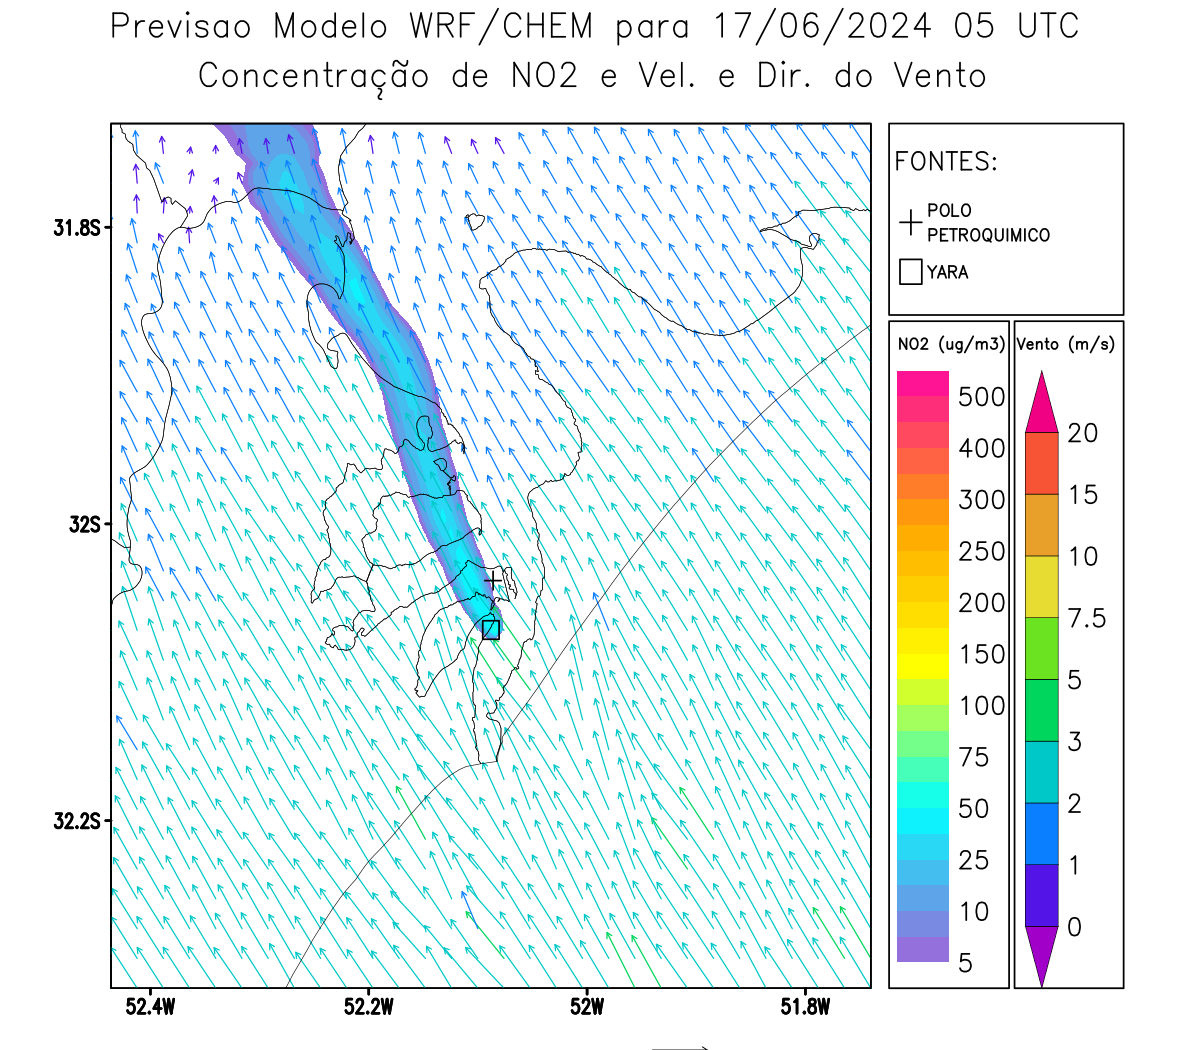 Previsao Modelo WRF/CHEM para 17/06/2024 05 UTC
Concentração de NO2 e Vel. e Dir. do Vento
FONTES:
POLO
PETROQUIMICO
YARA
NO2 (ug/m3)
500
400
300
250
200
150
100
75
50
25
10
5
Vento (m/s)
20
15
10
7.5
5
3
2
1
0
31.8S
32S
32.2S
52.4W 52.2W 52W 51.8W